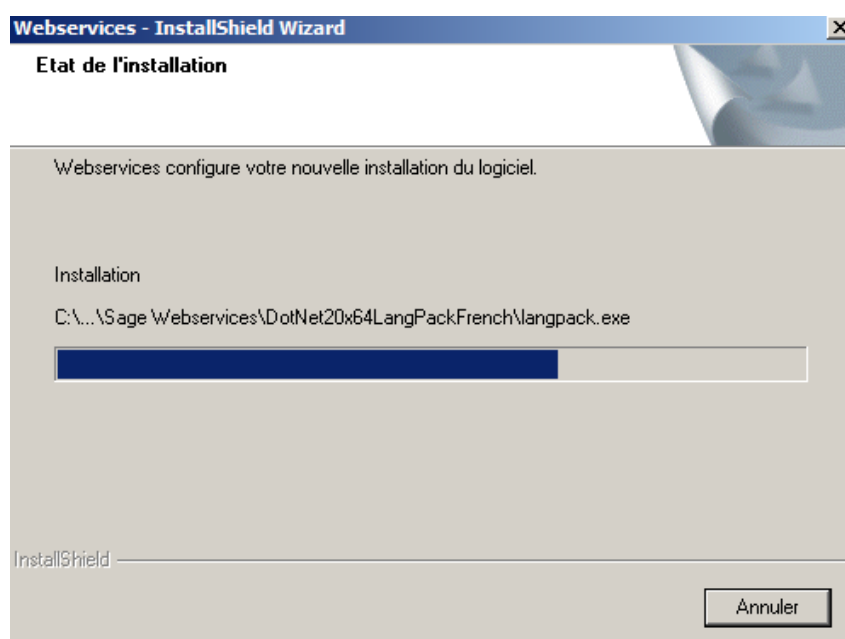 Webservices - InstallShield Wizard
Etat de l'installation
Webservices configure votre nouvelle installation du logiciel.
Installation
C:\...\Sage Webservices\DotNet20x64LangPackFrench\langpack.exe
InstallShield
Annuler